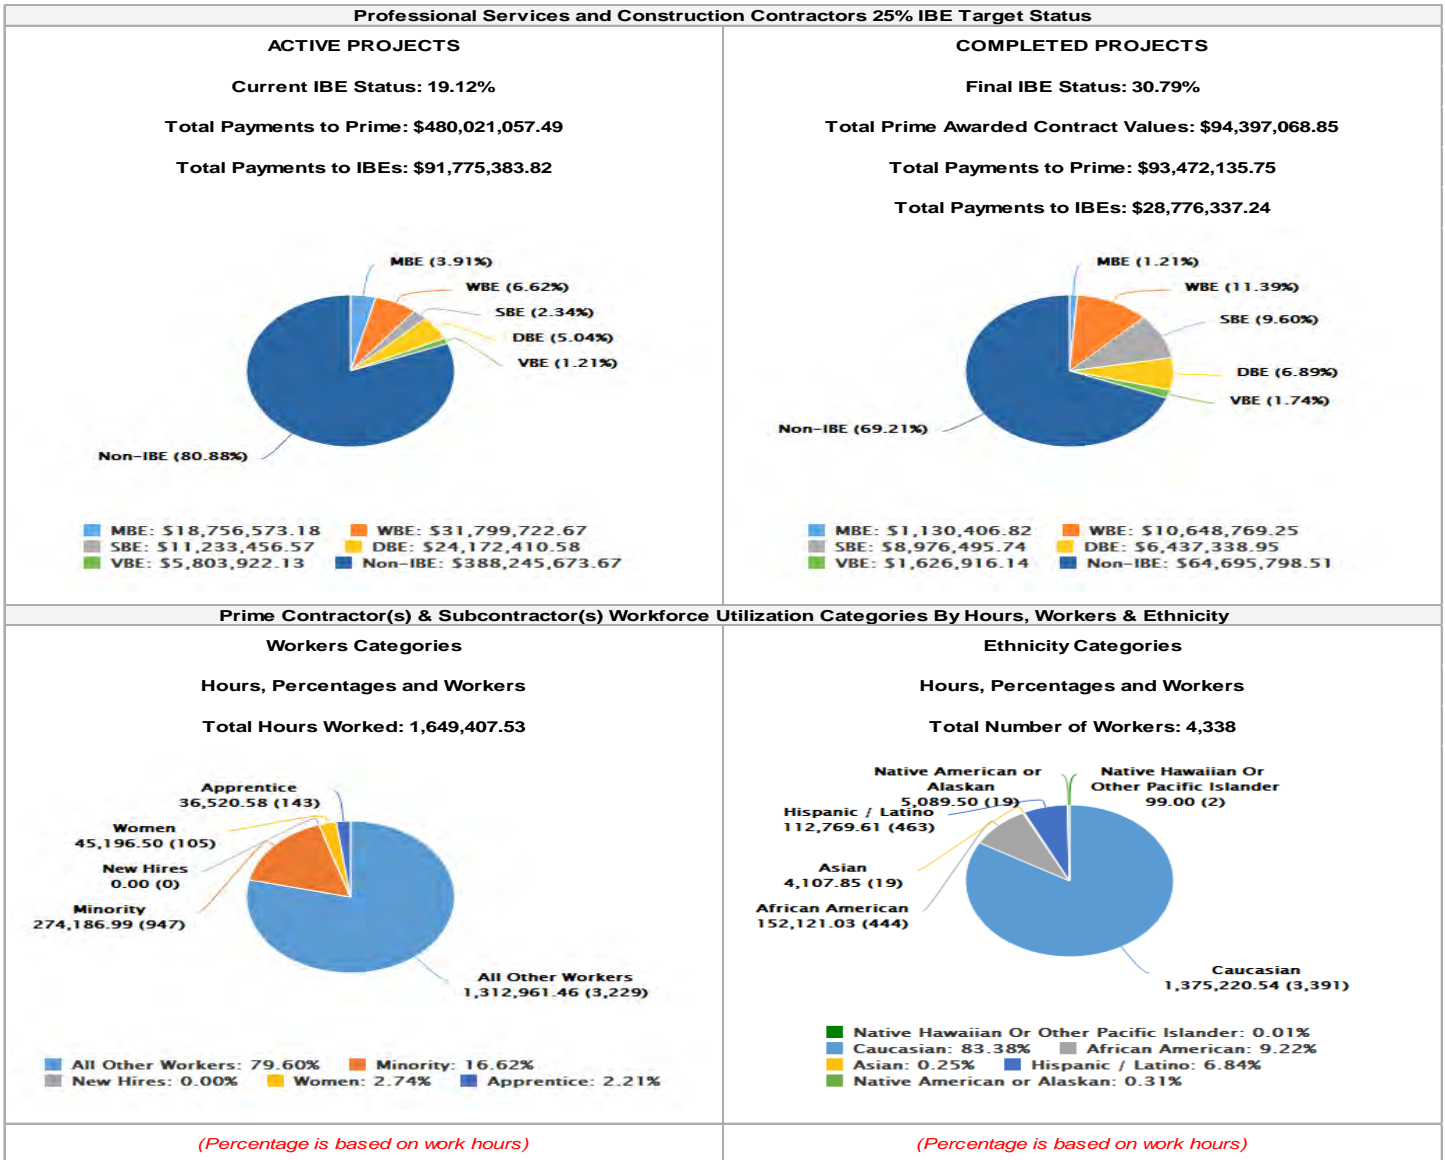 Professional Services and Construction Contractors 25% IBE Target Status
ACTIVE PROJECTS
Current IBE Status: 19.12%
Total Payments to Prime: $480,021,057.49
Total Payments to IBEs: $91,775,383.82
MBE (3.91%)
WBE (6.62%)
SBE (2.34%)
DBE (5.04%)
VBE (1.21%)
Non-IBE (80.88%)
MBE: $18,756,573.18 WBE: $31,799,722.67
SBE: $11,233,456.57 DBE: $24,172,410.58
VBE: $5,803,922.13 Non-IBE: $388,245,673.67
COMPLETED PROJECTS
Final IBE Status: 30.79%
Total Prime Awarded Contract Values: $94,397,068.85
Total Payments to Prime: $93,472,135.75
Total Payments to IBEs: $28,776,337.24
MBE (1.21%)
WBE (11.39%)
SBE (9.60%)
DBE (6.89%)
VBE (1.74%)
Non-IBE (69.21%)
MBE: $1,130,406.82 WBE: $10,648,769.25
SBE: $8,976,495.74 DBE: $6,437,338.95
VBE: $1,626,916.14 Non-IBE: $64,695,798.51
Prime Contractor(s) & Subcontractor(s) Workforce Utilization Categories By Hours, Workers & Ethnicity
Workers Categories
Hours, Percentages and Workers
Total Hours Worked: 1,649,407.53
Apprentice
36,520.58 (143)
Women
45,196.50 (105)
New Hires
0.00 (0)
Minority
274,186.99 (947)
All Other Workers
1,312,961.46 (3,229)
All Other Workers: 79.60% Minority: 16.62%
New Hires: 0.00% Women: 2.74% Apprentice: 2.21%
(Percentage is based on work hours)
Ethnicity Categories
Hours, Percentages and Workers
Total Number of Workers: 4,338
Native American or
Alaskan
5,089.50 (19)
Native Hawaiian Or
Other Pacific Islander
99.00 (2)
Hispanic / Latino
112,769.61 (463)
Asian
4,107.85 (19)
African American
152,121.03 (444)
Caucasian
1,375,220.54 (3,391)
Native Hawaiian Or Other Pacific Islander: 0.01%
Caucasian: 83.38% African American: 9.22%
Asian: 0.25% Hispanic / Latino: 6.84%
Native American or Alaskan: 0.31%
(Percentage is based on work hours)